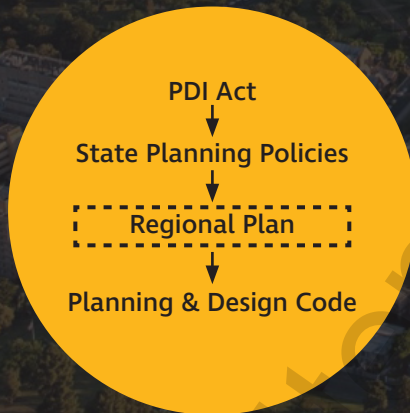 PDI Act
State Planning Policies
Regional Plan
Planning & Design Code